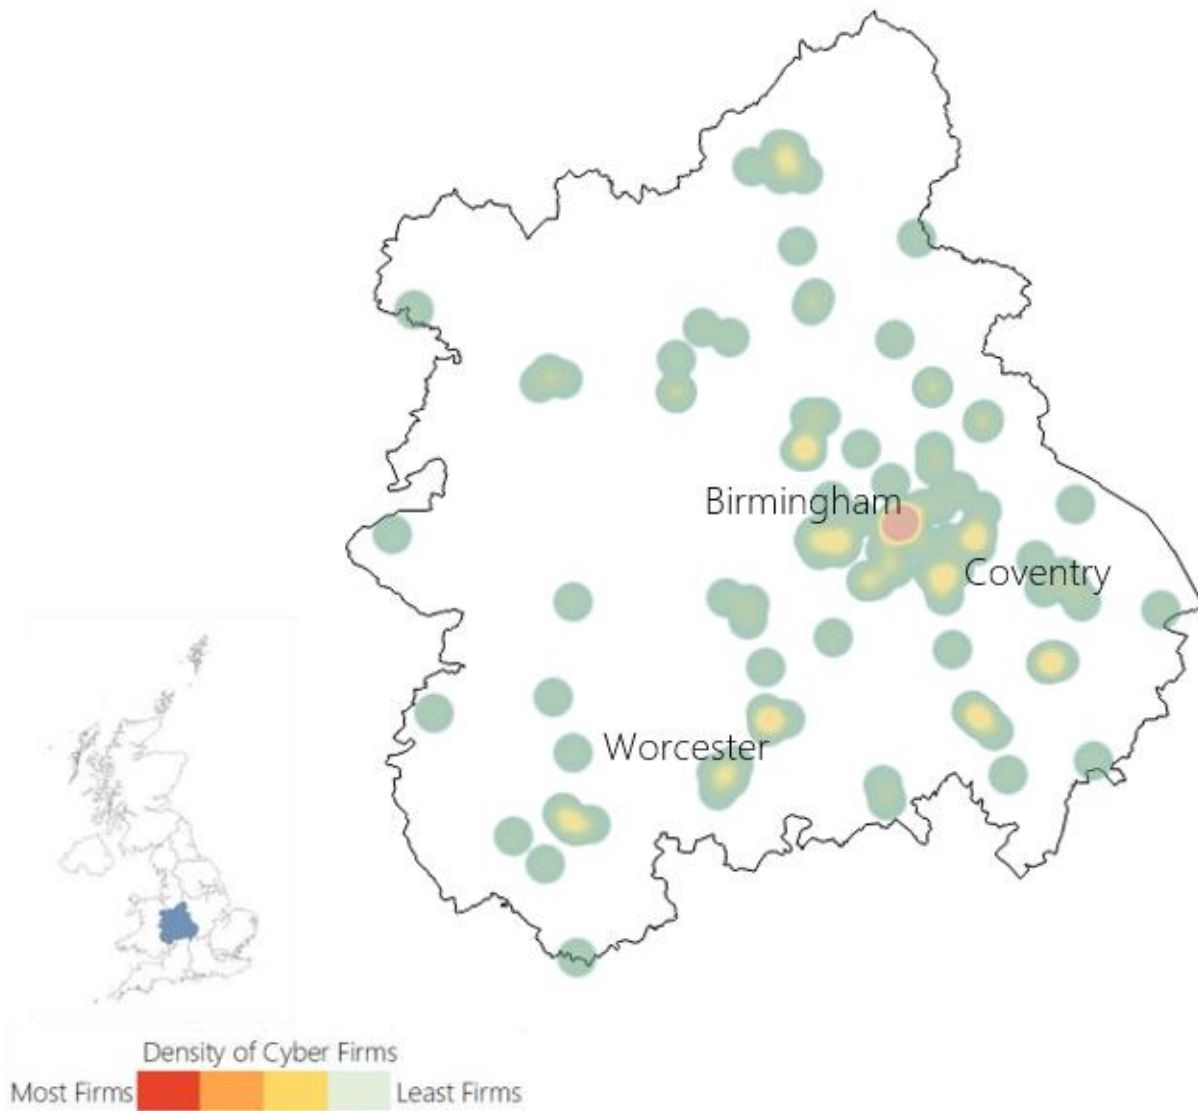 Birmingham
Coventry
Worcester
Density of Cyber Firms
Most Firms Least Firms